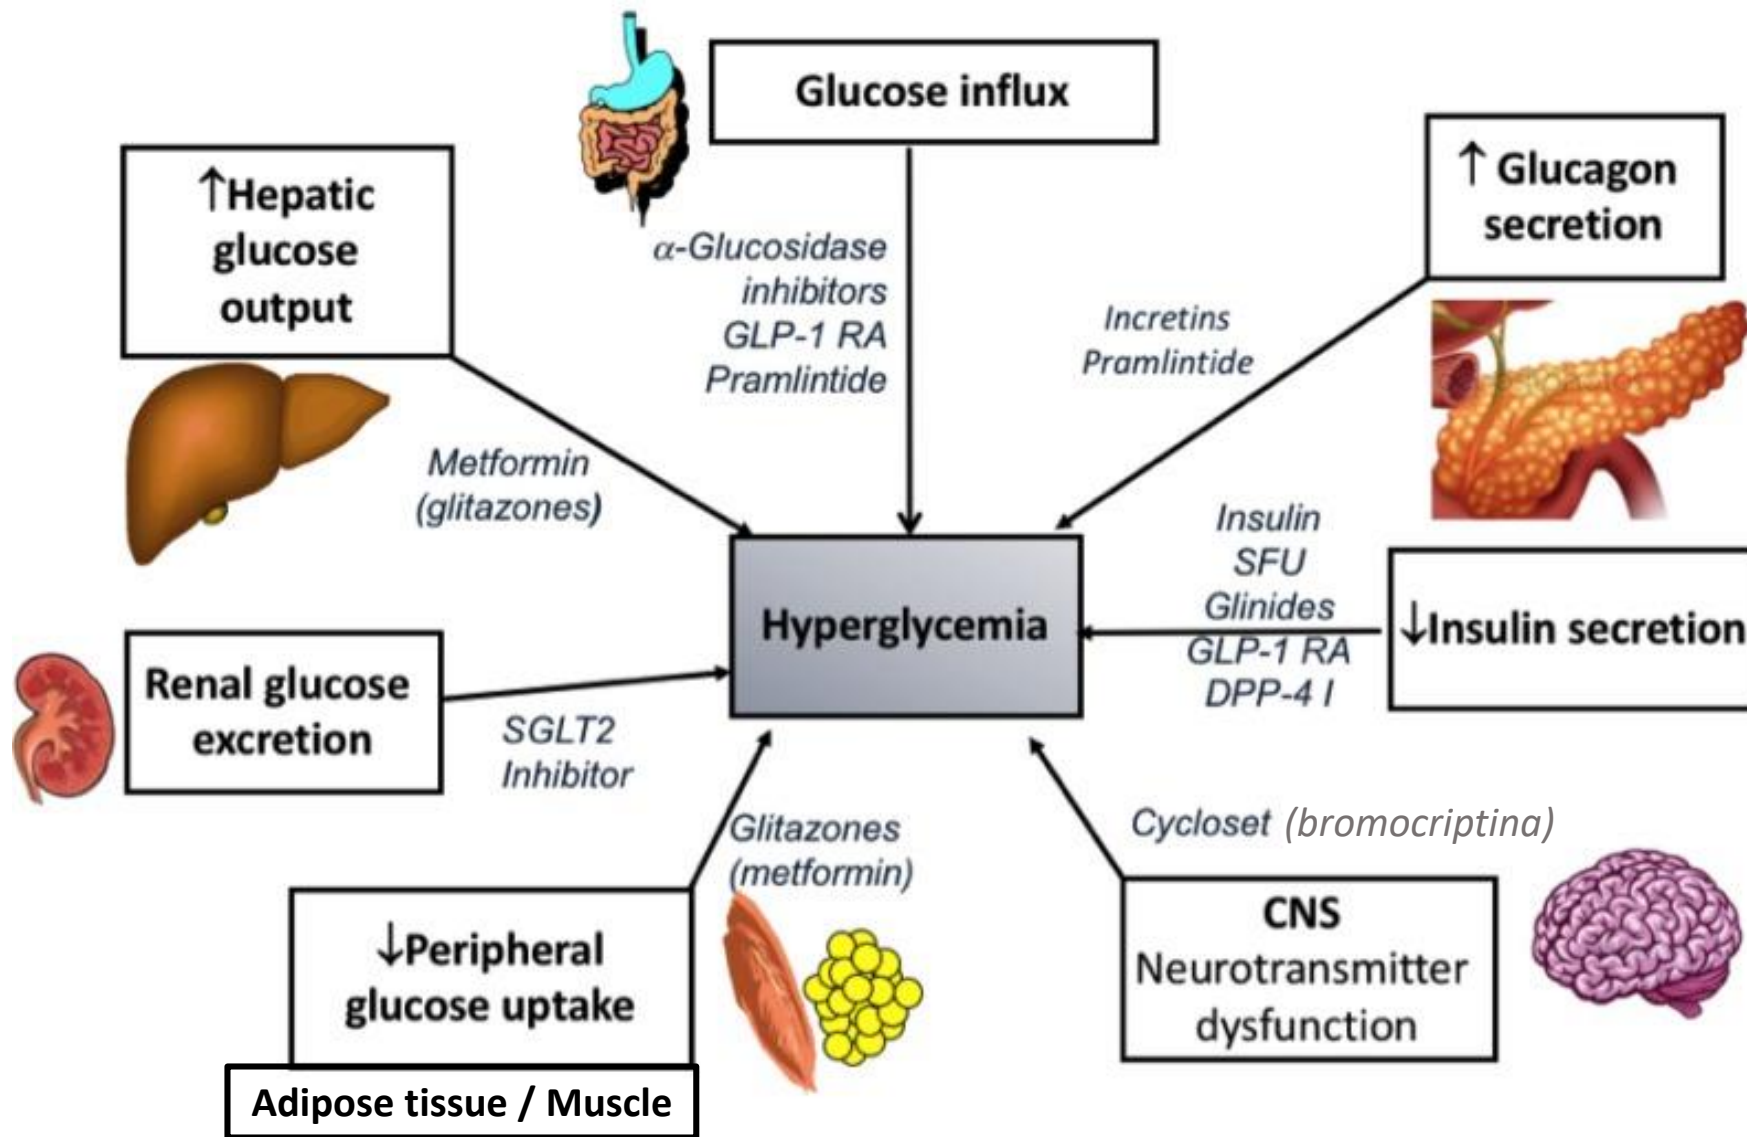 Glucose influx
↑Hepatic
glucose
output
↑ Glucagon
secretion
α-Glucosidase
inhibitors
GLP-1 RA
Pramlintide
Incretins
Pramlintide
Metformin
(glitazones)
Hyperglycemia
Insulin
SFU
Glinides
GLP-1 RA
DPP-4 I
↓Insulin secretion
Renal glucose
excretion
SGLT2
Inhibitor
Glitazones
(metformin)
Cycloset (bromocriptina)
↓Peripheral
glucose uptake
Adipose tissue / Muscle
CNS
Neurotransmitter
dysfunction